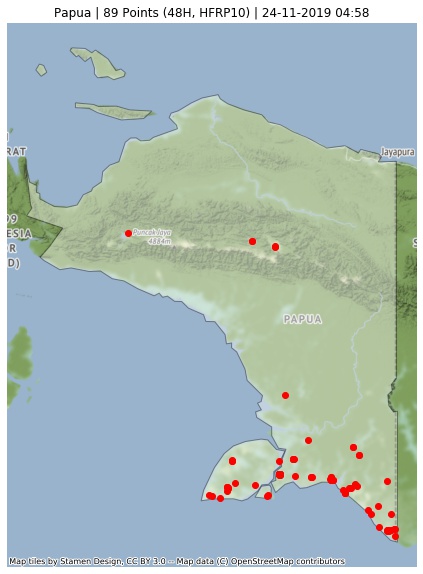 Papua | 89 Points (48H, HFRP10) | 24-11-2019 04:58
Jayapura
RAT
99
ESIA
R
D)
Puncak Jaya
4884m
S
PAPUA
Map tiles by Stamen Design, CC BY 3.0 -- Map data (C) OpenStreetMap contributors